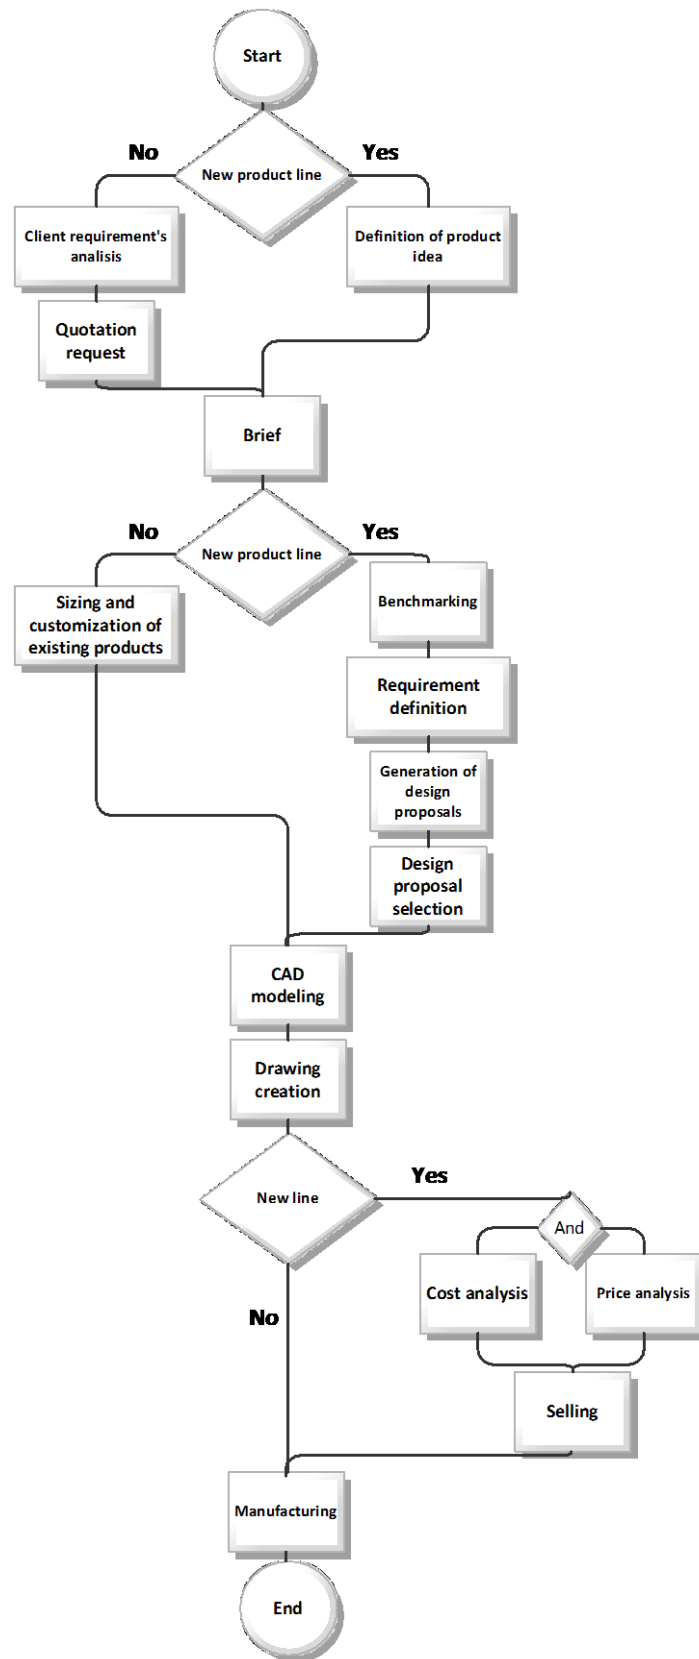 Start
No
Yes
New product line
Client requirement's
analisis
Definition of product
idea
Quotation
request
Brief
No
Yes
New product line
Sizing and
customization of
existing products
Benchmarking
Requirement
definition
Generation of
design
proposals
Design
proposal
selection
CAD
modeling
Drawing
creation
New line
Yes
And
Cost analysis
Price analysis
No
Selling
Manufacturing
End